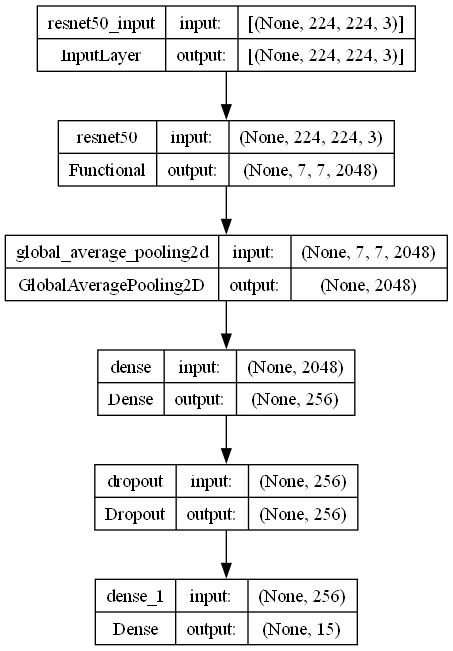 resnet50_input input: [(None, 224, 224, 3)]
InputLayer output: [(None, 224, 224, 3)]
resnet50 input: (None, 224, 224, 3)
Functional output: (None, 7, 7, 2048)
global_average_pooling2d input: (None, 7, 7, 2048)
GlobalAveragePooling2D output: (None, 2048)
dense input: (None, 2048)
Dense output: (None, 256)
dropout input: (None, 256)
Dropout output: (None, 256)
dense_1 input: (None, 256)
Dense output: (None, 15)